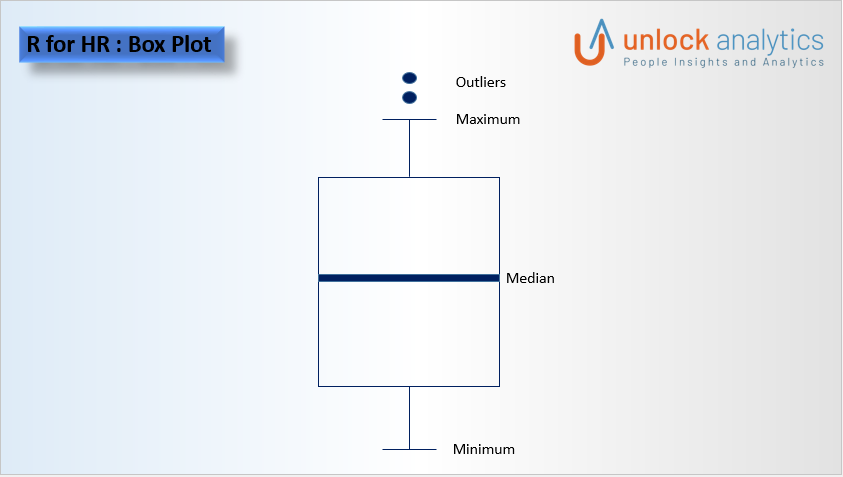 R for HR : Box Plot
unlock analytics
People Insights and Analytics
Outliers
Maximum
Median
Minimum